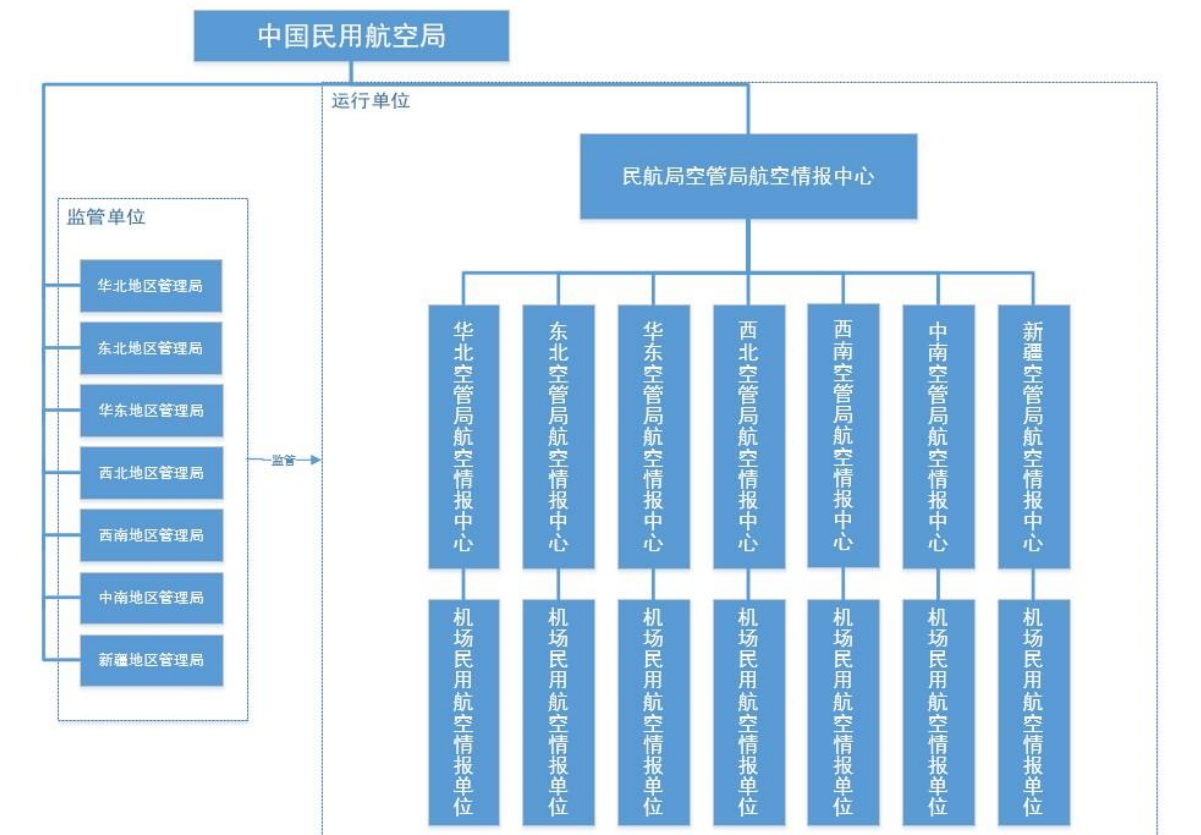 中国民用航空局
运行单位
民航局空管局航空情报中心
监管单位
华北地区管理局
东北地区管理局
华东地区管理局
西北地区管理局
西南地区管理局
中南地区管理局
新疆地区管理局
监管
华北空管局航空情报中心
东北空管局航空情报中心
华东空管局航空情报中心
西北空管局航空情报中心
西南空管局航空情报中心
中南空管局航空情报中心
新疆空管局航空情报中心
机场民用航空情报单位
机场民用航空情报单位
机场民用航空情报单位
机场民用航空情报单位
机场民用航空情报单位
机场民用航空情报单位
机场民用航空情报单位